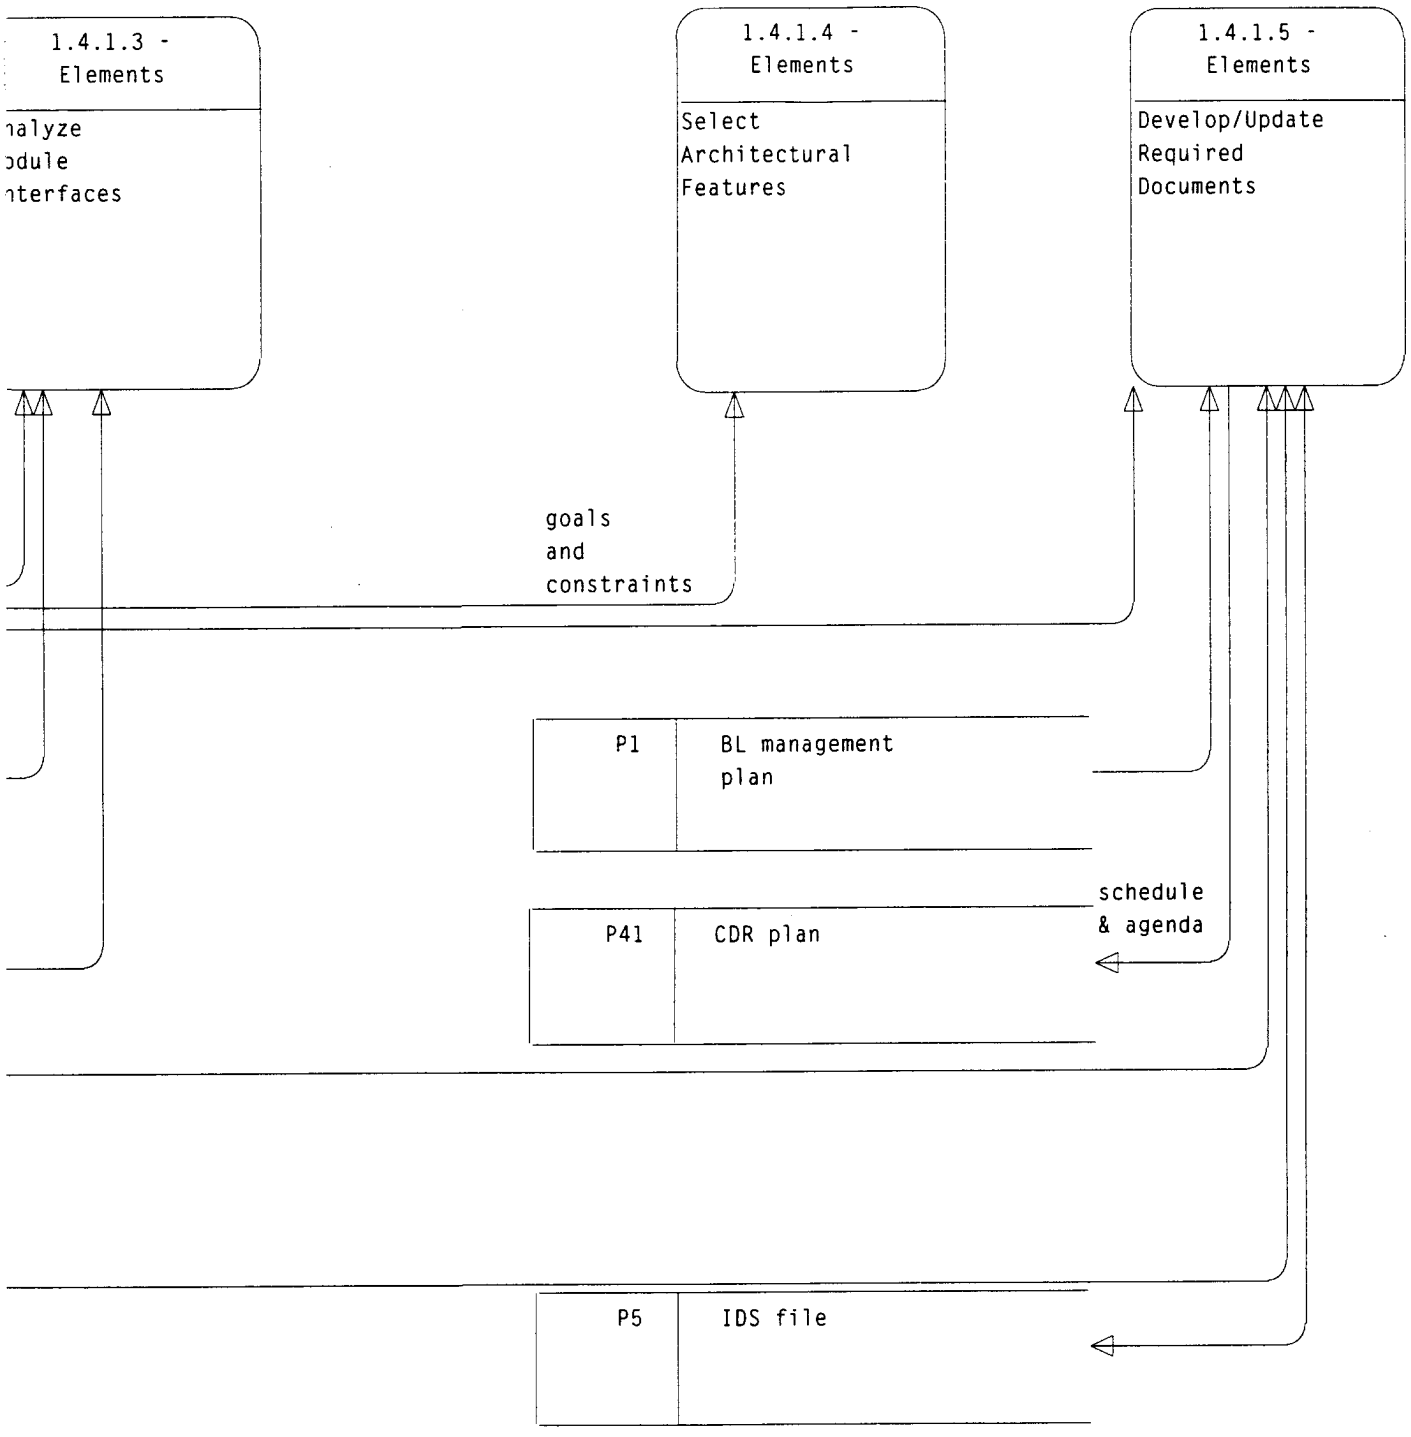 1.4.1.3 -
Elements
nalyze
odule
nterfaces
1.4.1.4 -
Elements
Select
Architectural
Features
1.4.1.5 -
Elements
Develop/Update
Required
Documents
goals
and
constraints
P1
BL management
plan
schedule
& agenda
P41
CDR plan
P5
IDS file